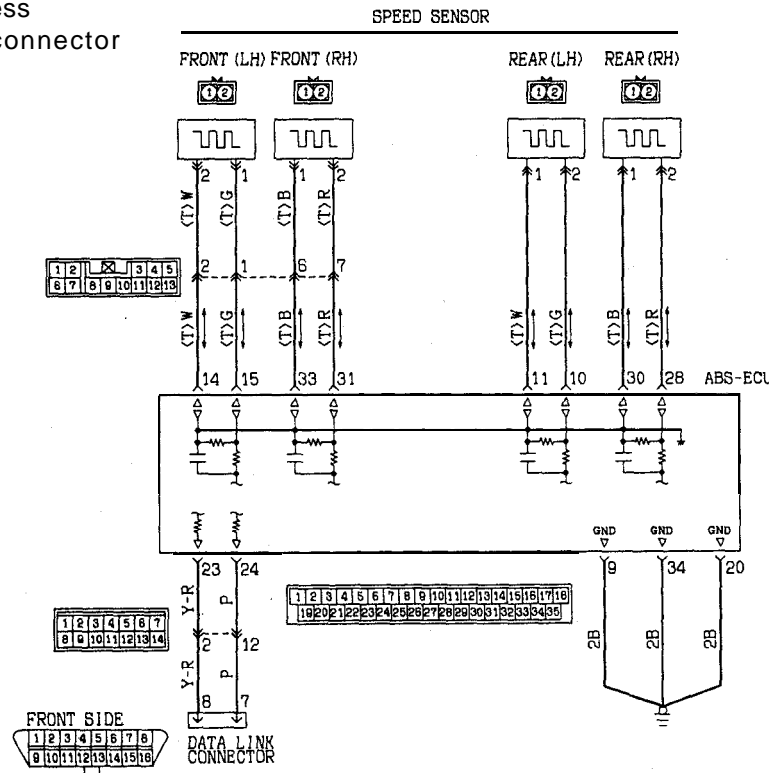 ess
connector
SPEED SENSOR
FRONT (LH) FRONT (RH) REAR (LH) REAR (RH)
1 2 1 2 1 2 1 2
2 1 1 2 1 2 1 2
<T>W <T>G <T>B <T>R
1 2 3 4 5
6 7 8 9 10 11 12 13
2 1 6 7
<T>W <T>G <T>B <T>R <T>W <T>G <T>B <T>R
14 15 33 31 11 10 30 28 ABS-ECU
GND GND GND
23 24 9 34 20
Y-R P
1 2 3 4 5 6 7 8 9 10 11 12 13 14 15 16 17 18
19 20 21 22 23 24 25 26 27 28 29 30 31 32 33 34 35
1 2 3 4 5 6 7
8 9 10 11 12 13 14
2 12
2B 2B 2B
Y-R P
8 7
FRONT SIDE
1 2 3 4 5 6 7 8
9 10 11 12 13 14 15 16
DATA LINK
CONNECTOR